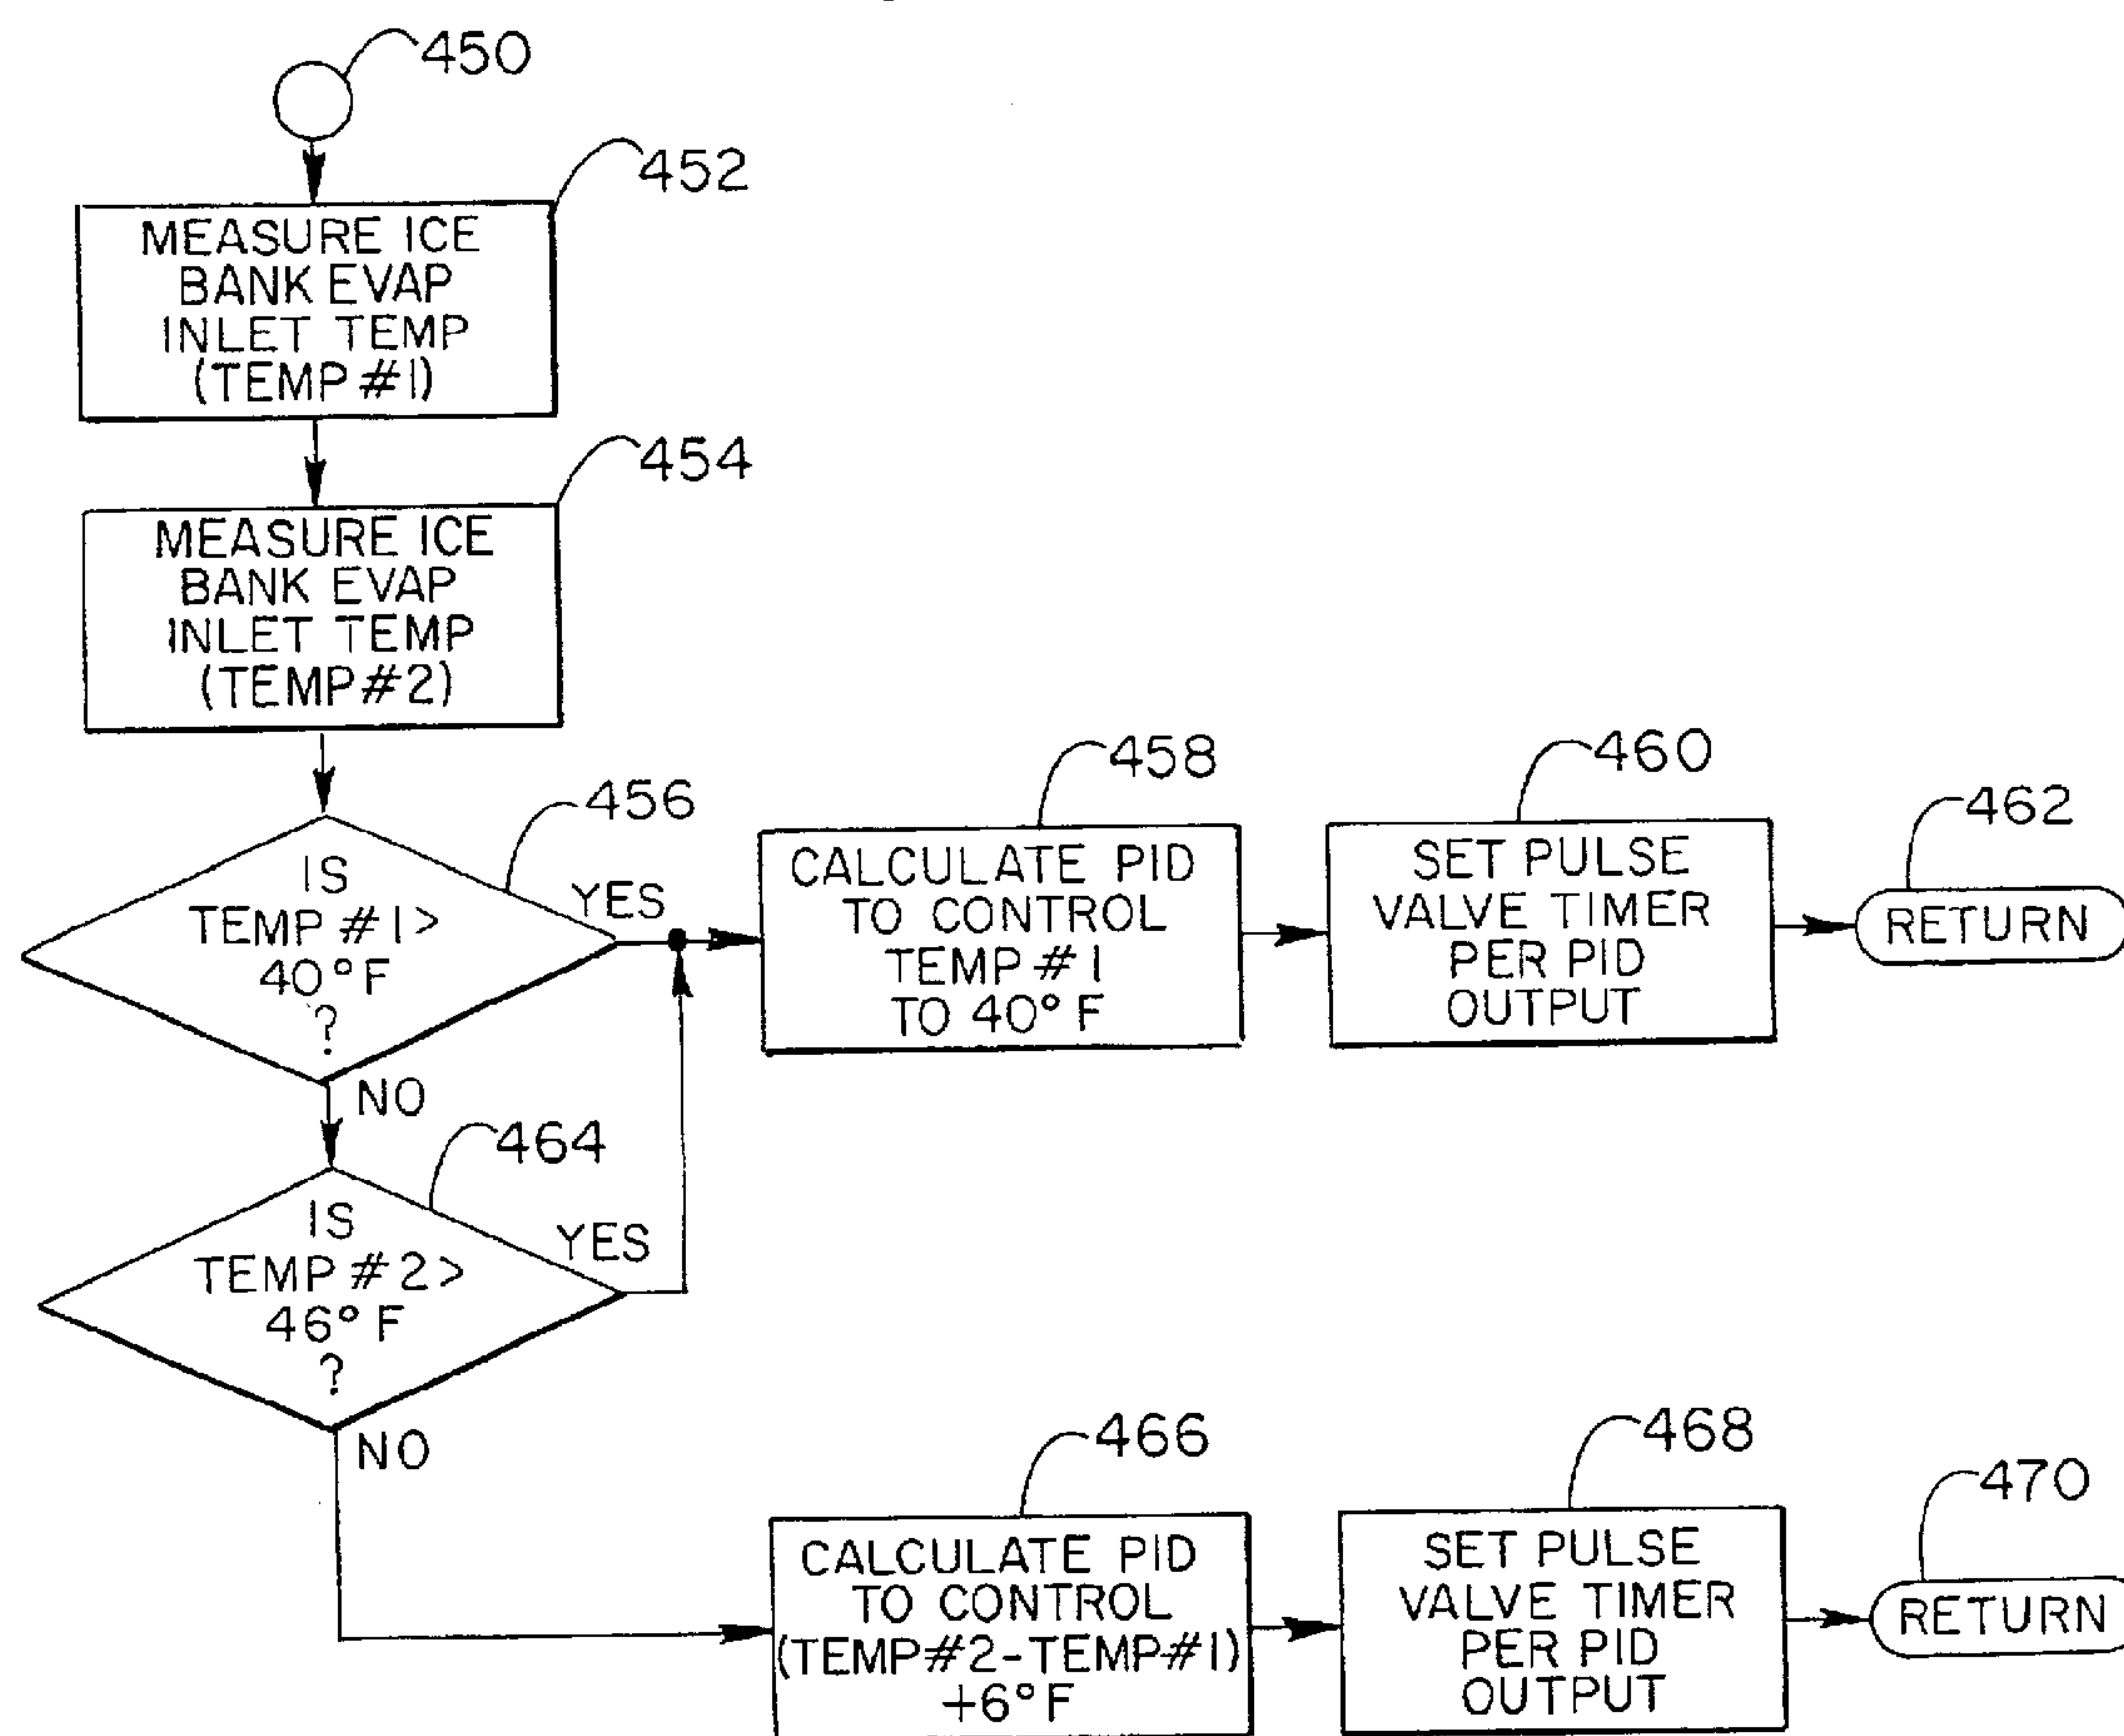 450
452
MEASURE ICE
BANK EVAP
INLET TEMP
(TEMP #1)
454
MEASURE ICE
BANK EVAP
INLET TEMP
(TEMP#2)
456
IS
TEMP #1>
40°F
?
YES
NO
458
CALCULATE PID
TO CONTROL
TEMP #1
TO 40°F
460
SET PULSE
VALVE TIMER
PER PID
OUTPUT
462
RETURN
464
IS
TEMP #2>
46°F
?
YES
NO
466
CALCULATE PID
TO CONTROL
(TEMP#2-TEMP#1)
+6°F
468
SET PULSE
VALVE TIMER
PER PID
OUTPUT
470
RETURN